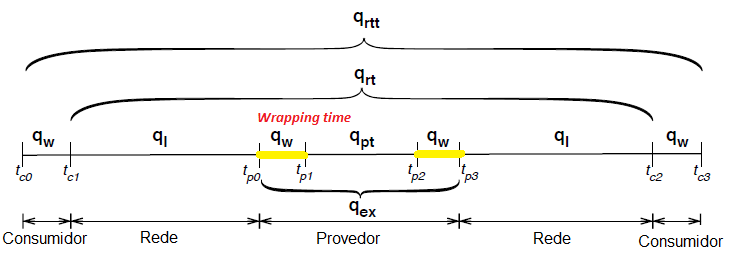 qrtt
qrt
Wrapping time
qw ql qw qpt qw ql qw
tc0 tc1 tp0 tp1 tp2 tp3 tc2 tc3
qex
Consumidor Rede Provedor Rede Consumidor